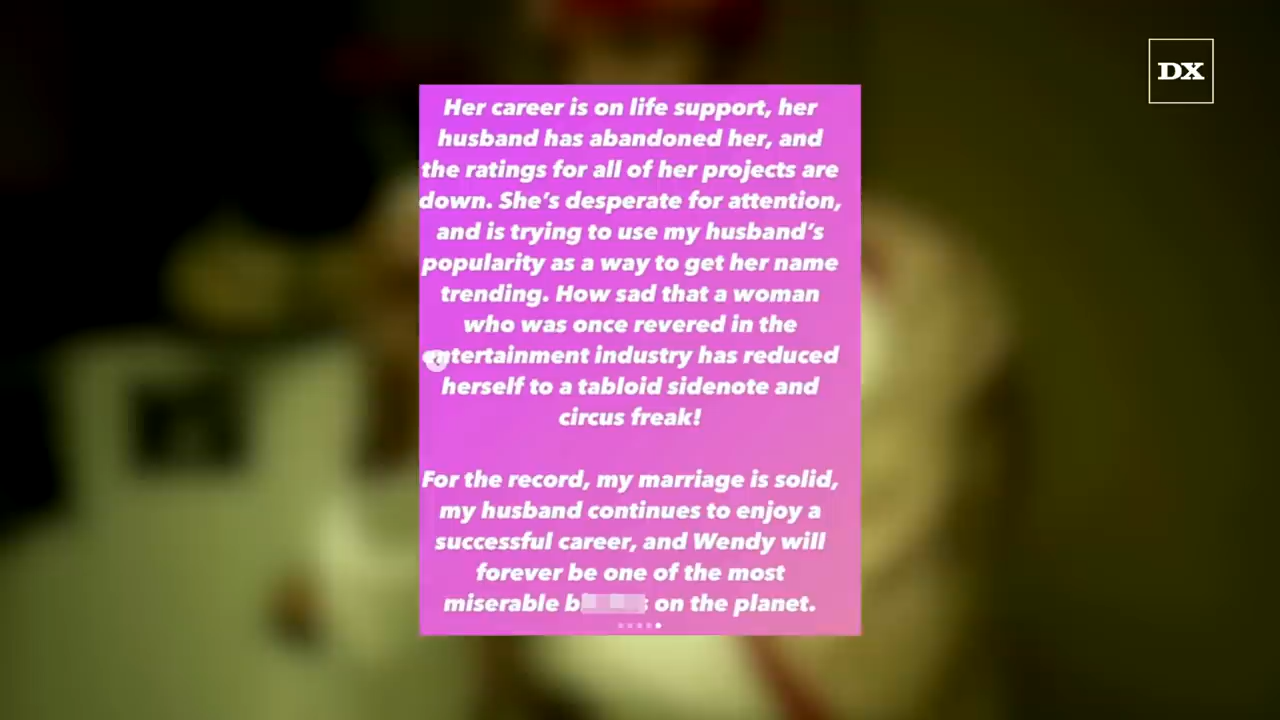 DX
Her career is on life support, her
husband has abandoned her, and
the ratings for all of her projects are
down. She's desperate for attention,
and is trying to use my husband's
popularity as a way to get her name
trending. How sad that a woman
who was once revered in the
entertainment industry has reduced
herself to a tabloid sidenote and
circus freak!
For the record, my marriage is solid,
my husband continues to enjoy a
successful career, and Wendy will
forever be one of the most
miserable on the planet.